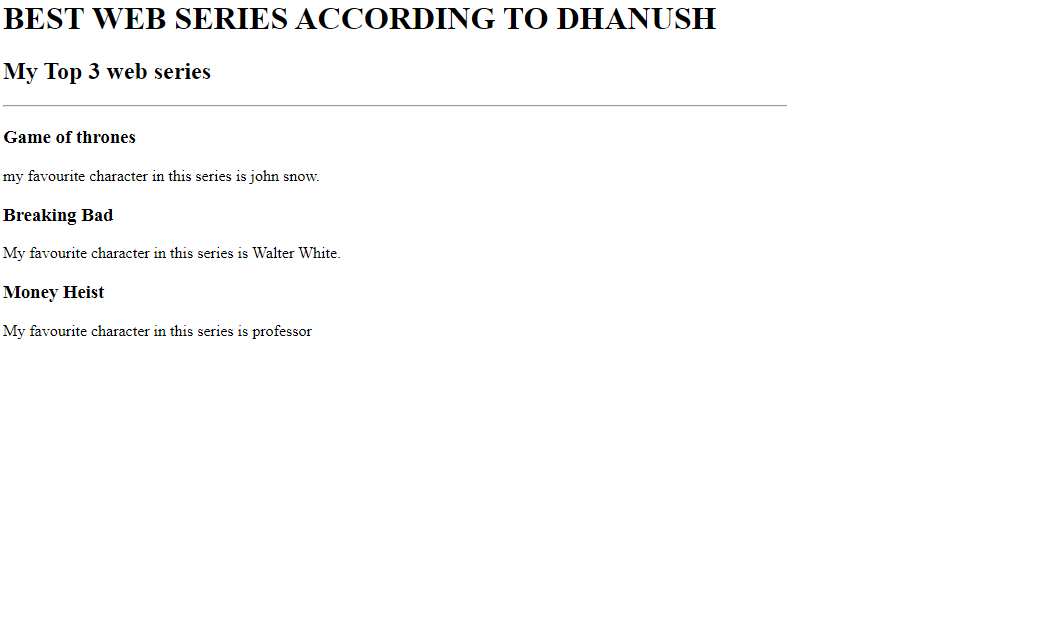 BEST WEB SERIES ACCORDING TO DHANUSH
My Top 3 web series
Game of thrones
my favourite character in this series is john snow.
Breaking Bad
My favourite character in this series is Walter White.
Money Heist
My favourite character in this series is professor